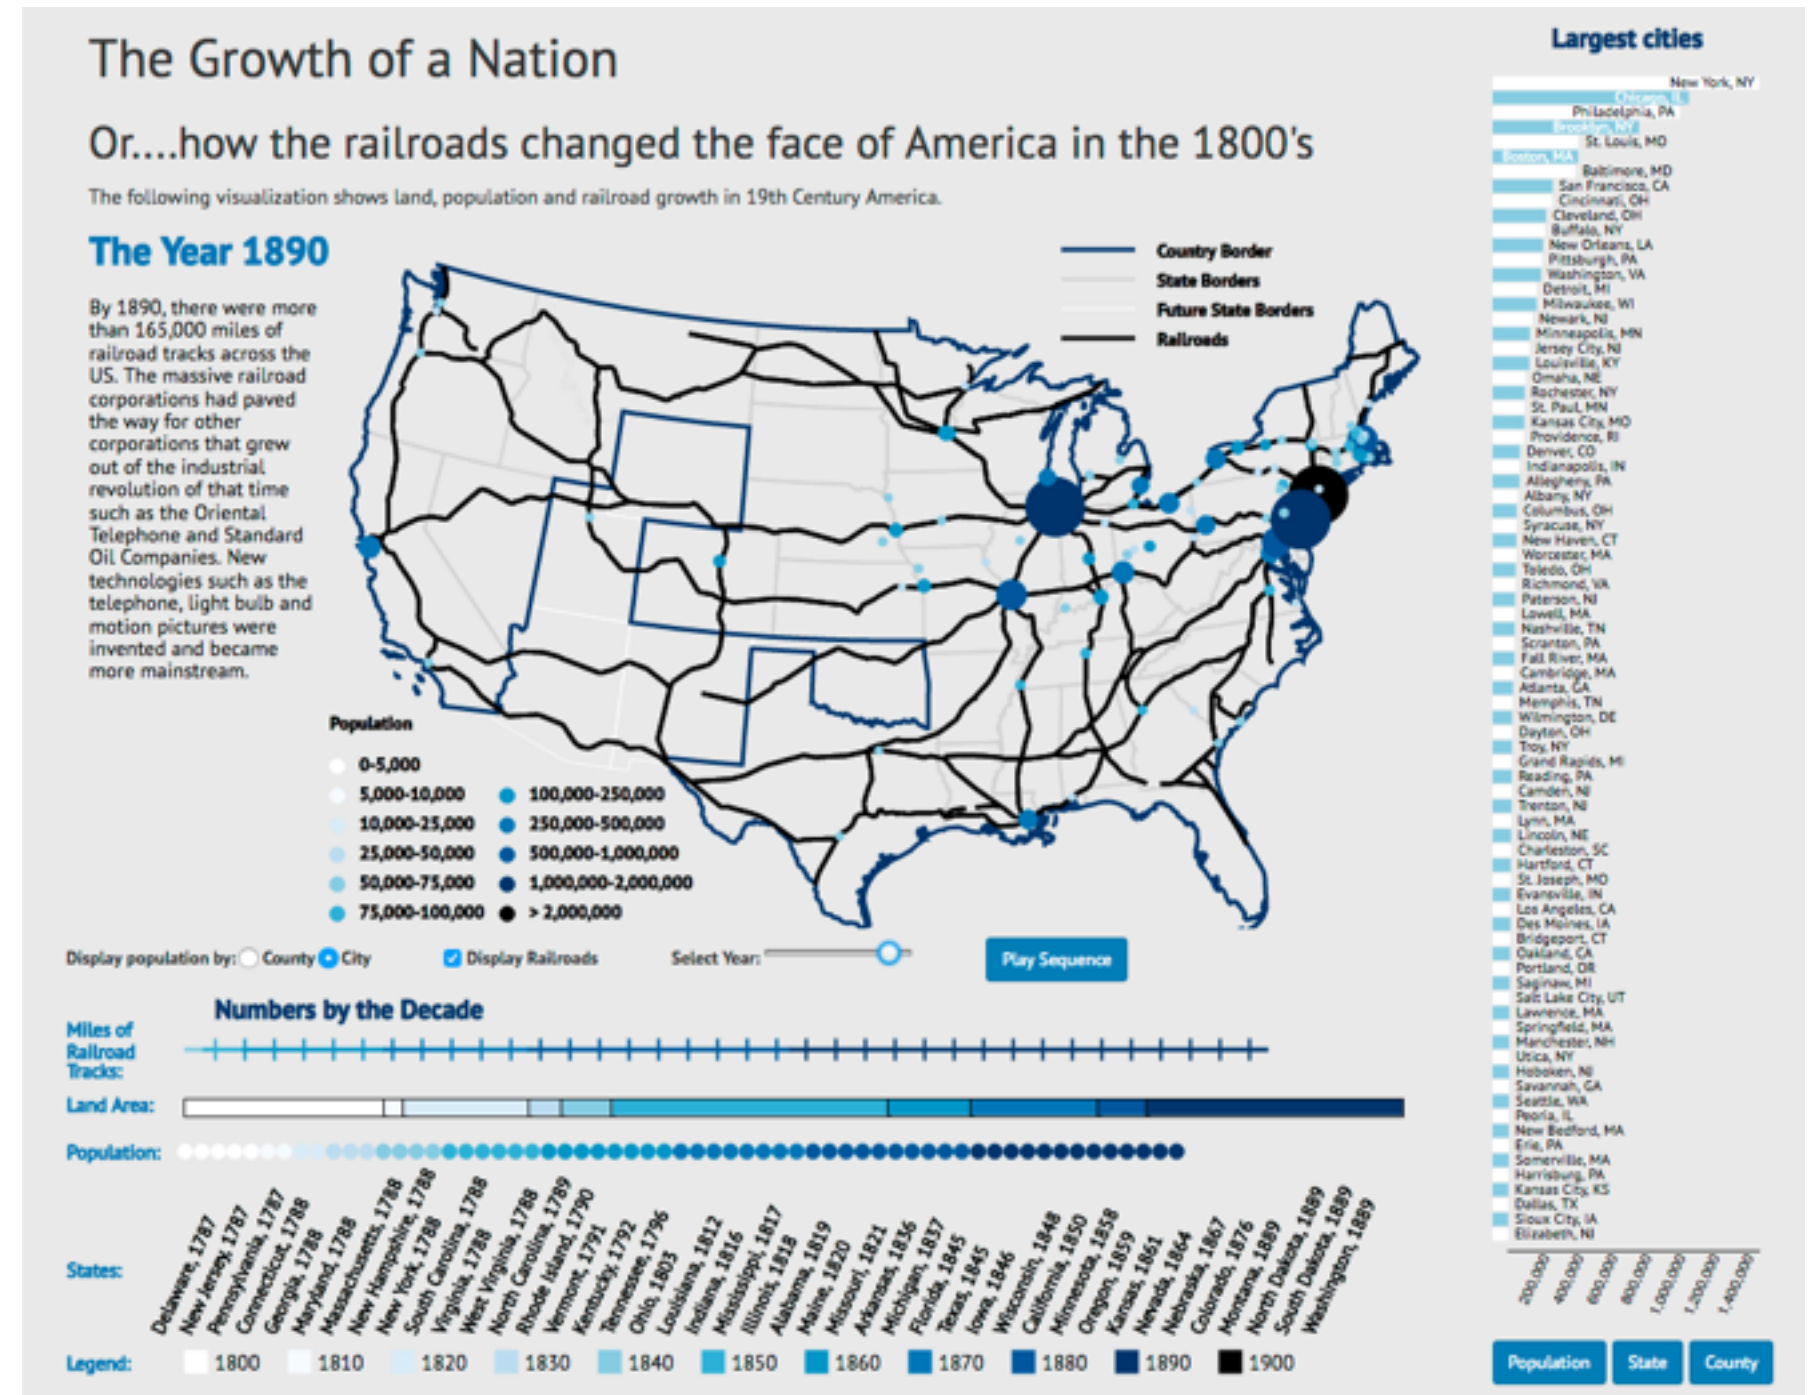 The Growth of a Nation
Or....how the railroads changed the face of America in the 1800's
The following visualization shows land, population and railroad growth in 19th Century America.
The Year 1890
By 1890, there were more
than 165,000 miles of
railroad tracks across the
US. The massive railroad
corporations had paved
the way for other
corporations that grew
out of the industrial
revolution of that time
such as the Oriental
Telephone and Standard
Oil Companies. New
technologies such as the
telephone, light bulb and
motion pictures were
invented and became
more mainstream.
Country Border
State Borders
Future State Borders
Railroads
Population
0-5,000
5,000-10,000
10,000-25,000
25,000-50,000
50,000-75,000
75,000-100,000
100,000-250,000
250,000-500,000
500,000-1,000,000
1,000,000-2,000,000
> 2,000,000
Display population by: County City
Display Railroads
Select Year:
Play Sequence
Numbers by the Decade
Miles of
Railroad
Tracks:
Land Area:
Population:
States:
Delaware, 1787
New Jersey, 1787
Pennsylvania, 1787
Connecticut, 1788
Georgia, 1788
Maryland, 1788
Massachusetts, 1788
New Hampshire, 1788
New York, 1788
South Carolina, 1788
Virginia, 1788
West Virginia, 1788
North Carolina, 1789
Rhode Island, 1790
Vermont, 1791
Kentucky, 1792
Tennessee, 1796
Ohio, 1803
Louisiana, 1812
Indiana, 1816
Mississippi, 1817
Illinois, 1818
Alabama, 1819
Maine, 1820
Missouri, 1821
Arkansas, 1836
Michigan, 1837
Florida, 1845
Texas, 1845
Iowa, 1846
Wisconsin, 1848
California, 1850
Minnesota, 1858
Oregon, 1859
Kansas, 1861
Nevada, 1864
Nebraska, 1867
Colorado, 1876
Montana, 1889
North Dakota, 1889
South Dakota, 1889
Washington, 1889
Legend:
1800
1810
1820
1830
1840
1850
1860
1870
1880
1890
1900
Largest cities
New York, NY
Chicago, IL
Philadelphia, PA
Brooklyn, NY
St. Louis, MO
Boston, MA
Baltimore, MD
San Francisco, CA
Cincinnati, OH
Cleveland, OH
Buffalo, NY
New Orleans, LA
Pittsburgh, PA
Washington, VA
Detroit, MI
Milwaukee, WI
Newark, NJ
Minneapolis, MN
Jersey City, NJ
Louisville, KY
Omaha, NE
Rochester, NY
St. Paul, MN
Kansas City, MO
Providence, RI
Denver, CO
Indianapolis, IN
Allegheny, PA
Albany, NY
Columbus, OH
Syracuse, NY
New Haven, CT
Worcester, MA
Toledo, OH
Richmond, VA
Paterson, NJ
Lowell, MA
Nashville, TN
Scranton, PA
Fall River, MA
Cambridge, MA
Atlanta, GA
Memphis, TN
Wilmington, DE
Dayton, OH
Troy, NY
Grand Rapids, MI
Reading, PA
Camden, NJ
Trenton, NJ
Lynn, MA
Lincoln, NE
Charleston, SC
Hartford, CT
St. Joseph, MO
Evansville, IN
Los Angeles, CA
Des Moines, IA
Bridgeport, CT
Oakland, CA
Portland, OR
Saginaw, MI
Salt Lake City, UT
Lawrence, MA
Springfield, MA
Manchester, NH
Utica, NY
Hoboken, NJ
Savannah, GA
Seattle, WA
Peoria, IL
New Bedford, MA
Erie, PA
Somerville, MA
Harrisburg, PA
Kansas City, KS
Dallas, TX
Sioux City, IA
Elizabeth, NJ
200,000
400,000
600,000
800,000
1,000,000
1,200,000
1,400,000
Population
State
County